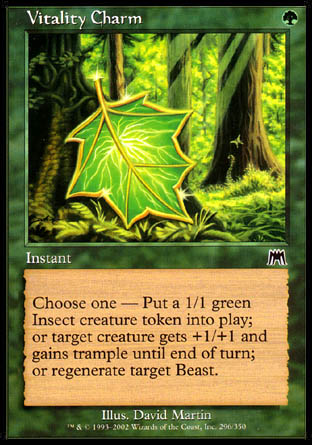 Vitality Charm
Instant
Choose one — Put a 1/1 green
Insect creature token into play;
or target creature gets +1/+1 and
gains trample until end of turn;
or regenerate target Beast.
Illus. David Martin
™ & © 1993-2002 Wizards of the Coast, Inc. 296/350